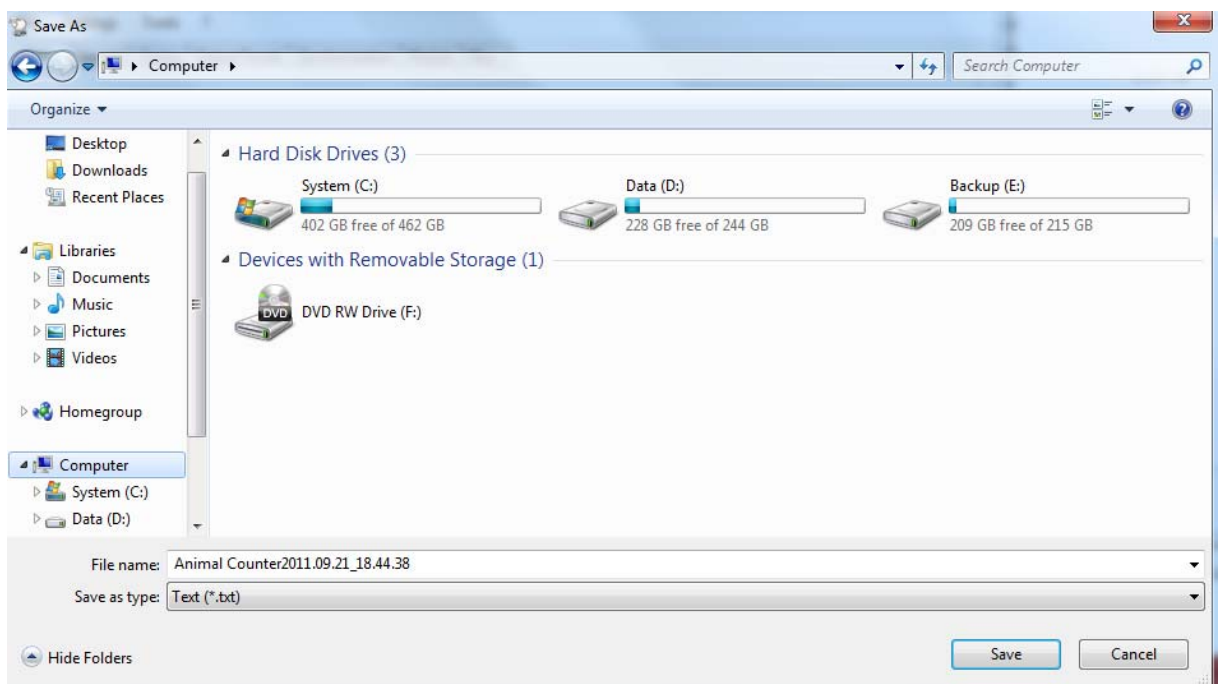 Save As
Computer
Search Computer
Organize
Desktop
Downloads
Recent Places
Libraries
Documents
Music
Pictures
Videos
Homegroup
Computer
System (C:)
Data (D:)
Hard Disk Drives (3)
System (C:)
402 GB free of 462 GB
Data (D:)
228 GB free of 244 GB
Backup (E:)
209 GB free of 215 GB
Devices with Removable Storage (1)
DVD
DVD RW Drive (F:)
File name: Animal Counter2011.09.21_18.44.38
Save as type: Text (*.txt)
Hide Folders
Save
Cancel